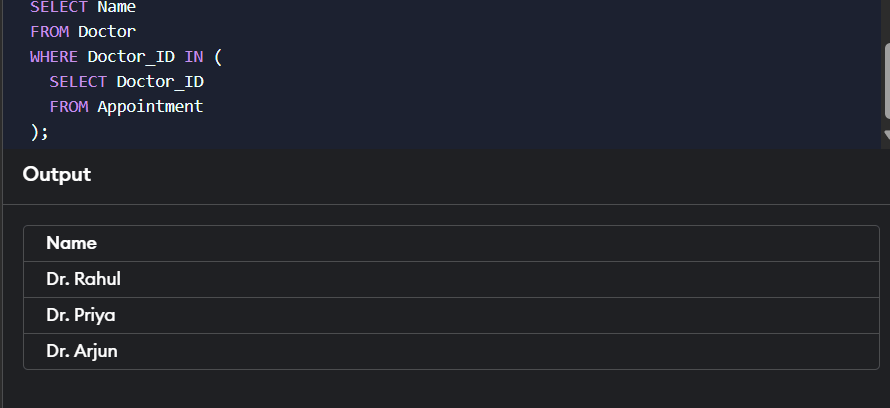 SELECT Name
FROM Doctor
WHERE Doctor_ID IN (
  SELECT Doctor_ID
  FROM Appointment
);
Output
Name
Dr. Rahul
Dr. Priya
Dr. Arjun